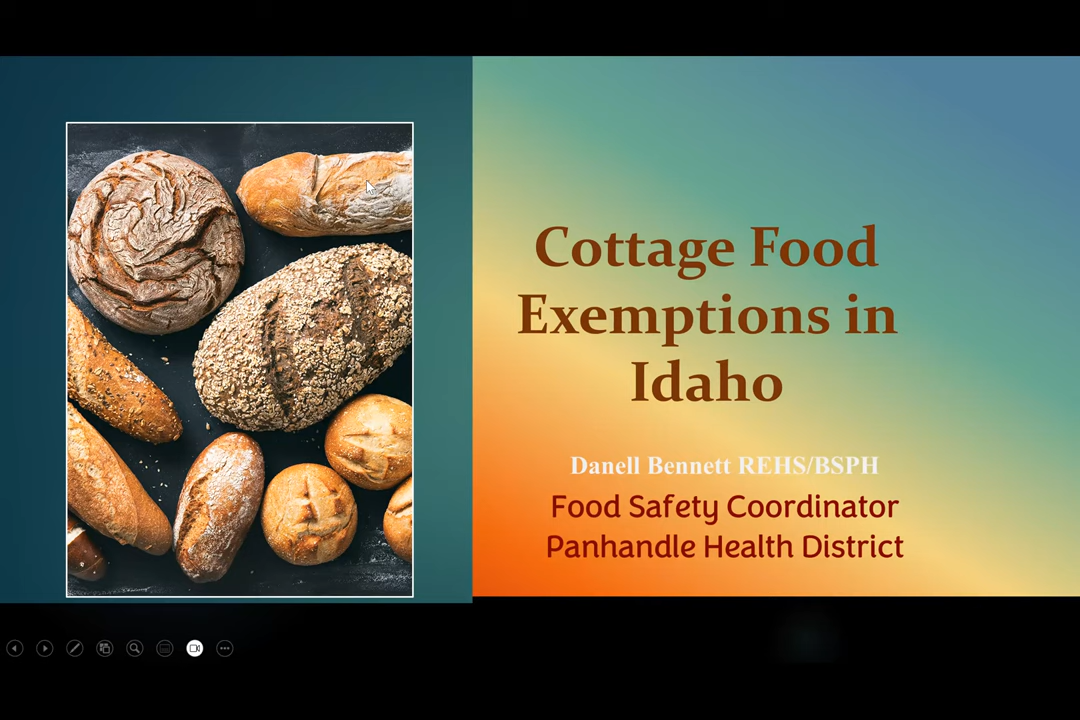 Cottage Food
Exemptions in
Idaho
Danell Bennett REHS/BSPH
Food Safety Coordinator
Panhandle Health District